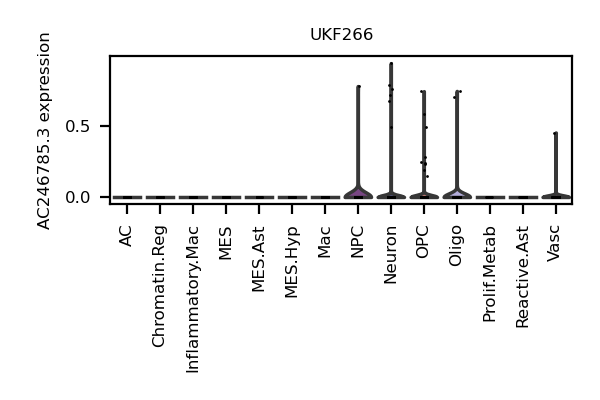 UKF266
AC246785.3 expression
0.5
0.0
AC
Chromatin.Reg
Inflammatory.Mac
MES
MES.Ast
MES.Hyp
Mac
NPC
Neuron
OPC
Oligo
Prolif.Metab
Reactive.Ast
Vasc